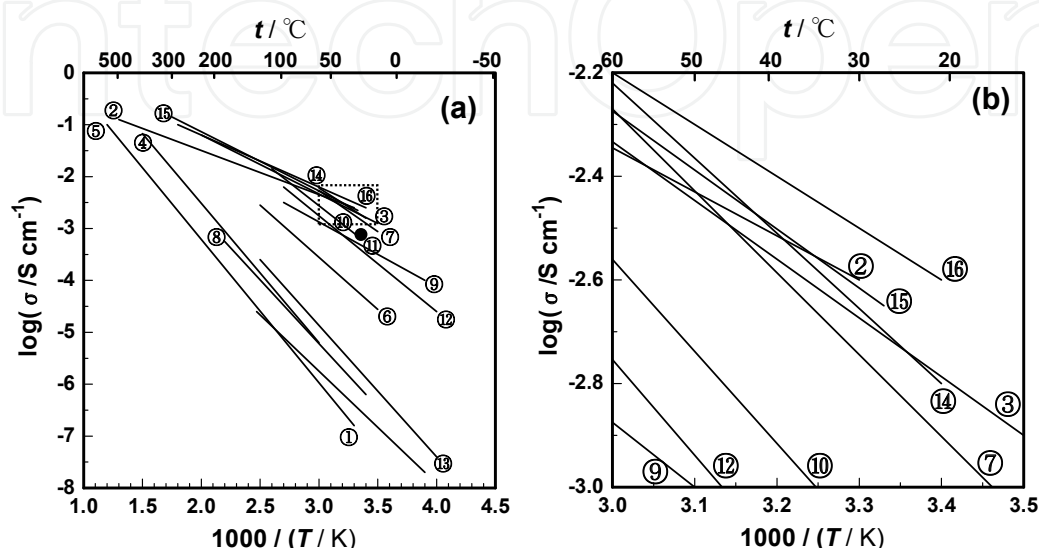 ntechOpen
t / °C
500 300 200 100 50 0 -50
0
-1
-2
-3
-4
-5
-6
-7
-8
log( σ /S cm⁻¹)
(a)
② ⑮
⑤ ④
⑭
⑯
③
⑩
⑦
⑪
⑧
⑨
⑥ ⑫
①
⑬
1.0 1.5 2.0 2.5 3.0 3.5 4.0 4.5
1000 / (T / K)
t / °C
60 50 40 30 20
-2.2
-2.4
-2.6
-2.8
-3.0
log( σ /S cm⁻¹)
(b)
② ⑯
⑮
⑭ ③
⑨ ⑫ ⑩ ⑦
3.0 3.1 3.2 3.3 3.4 3.5
1000 / (T / K)